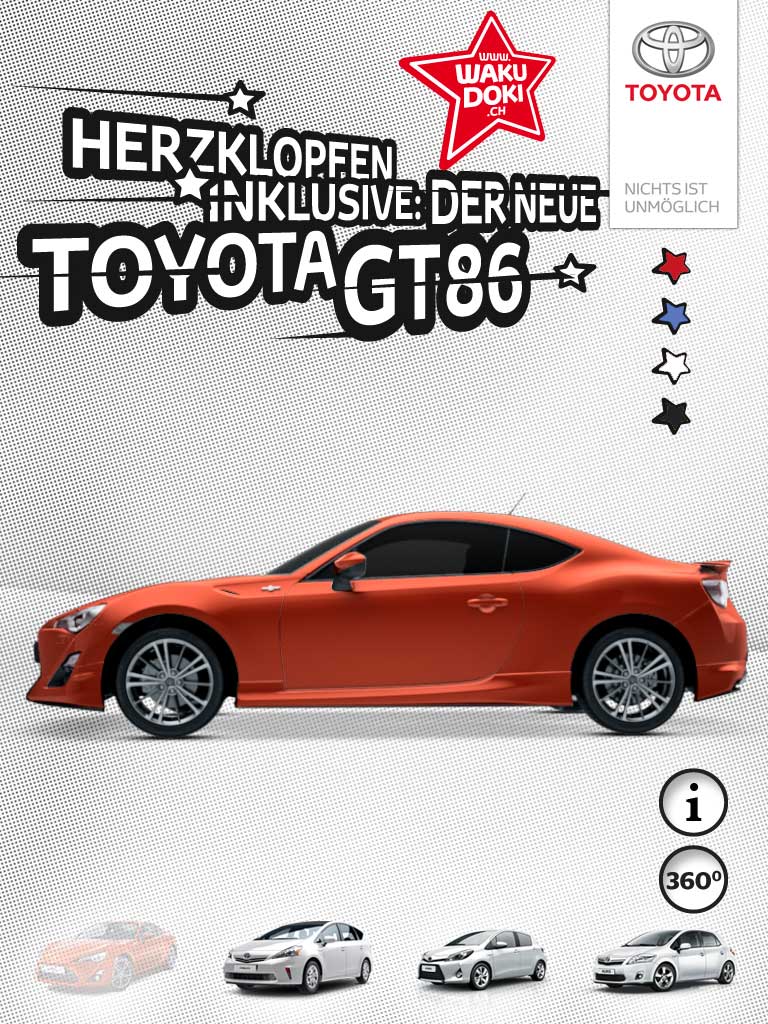 WWW.
WAKU
DOKI
.CH
TOYOTA
NICHTS IST
UNMÖGLICH
HERZKLOPFEN
INKLUSIVE: DER NEUE
TOYOTA GT86
i
360°